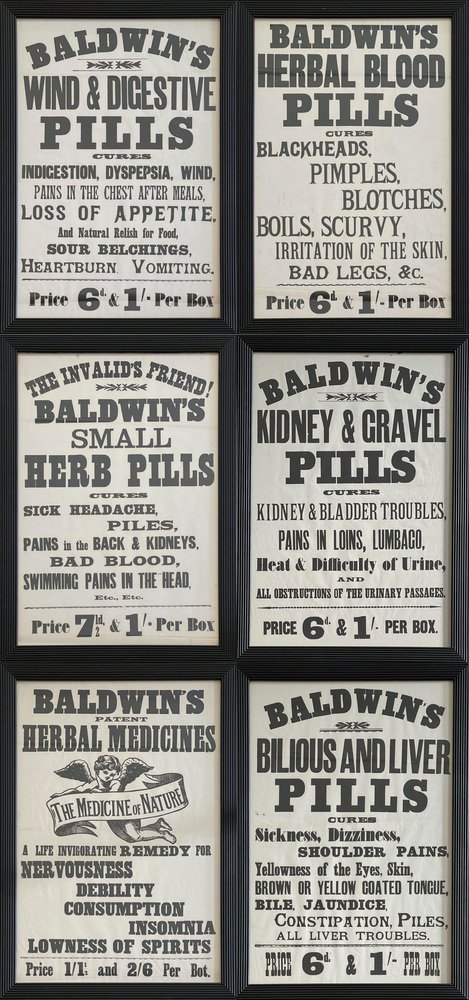 BALDWIN'S
WIND & DIGESTIVE
PILLS
CURES
INDIGESTION, DYSPEPSIA, WIND,
PAINS IN THE CHEST AFTER MEALS,
LOSS OF APPETITE,
And Natural Relish for Food,
SOUR BELCHINGS,
HEARTBURN VOMITING.
Price 6d. & 1/- Per Box
BALDWIN'S
HERBAL BLOOD
PILLS
CURES
BLACKHEADS,
PIMPLES,
BLOTCHES,
BOILS, SCURVY,
IRRITATION OF THE SKIN,
BAD LEGS, &C.
Price 6d. & 1/- Per Box
THE INVALID'S FRIEND!
BALDWIN'S
SMALL
HERB PILLS
CURES
SICK HEADACHE,
PILES,
PAINS in the BACK & KIDNEYS,
BAD BLOOD,
SWIMMING PAINS IN THE HEAD,
Etc., Etc.
Price 7½d. & 1/- Per Box
BALDWIN'S
KIDNEY & GRAVEL
PILLS
CURES
KIDNEY & BLADDER TROUBLES,
PAINS IN LOINS, LUMBAGO,
Heat & Difficulty of Urine,
AND
ALL OBSTRUCTIONS OF THE URINARY PASSAGES.
PRICE 6d. & 1/- PER BOX.
BALDWIN'S
PATENT
HERBAL MEDICINES
THE MEDICINE OF NATURE
A LIFE INVIGORATING REMEDY FOR
NERVOUSNESS
DEBILITY
CONSUMPTION
INSOMNIA
LOWNESS OF SPIRITS
Price 1/1½ and 2/6 Per Bot.
BALDWIN'S
BILIOUS AND LIVER
PILLS
CURES
Sickness, Dizziness,
SHOULDER PAINS,
Yellowness of the Eyes, Skin,
BROWN OR YELLOW COATED TONGUE,
BILE, JAUNDICE,
CONSTIPATION, PILES,
ALL LIVER TROUBLES.
PRICE 6d. & 1/- PER BOX